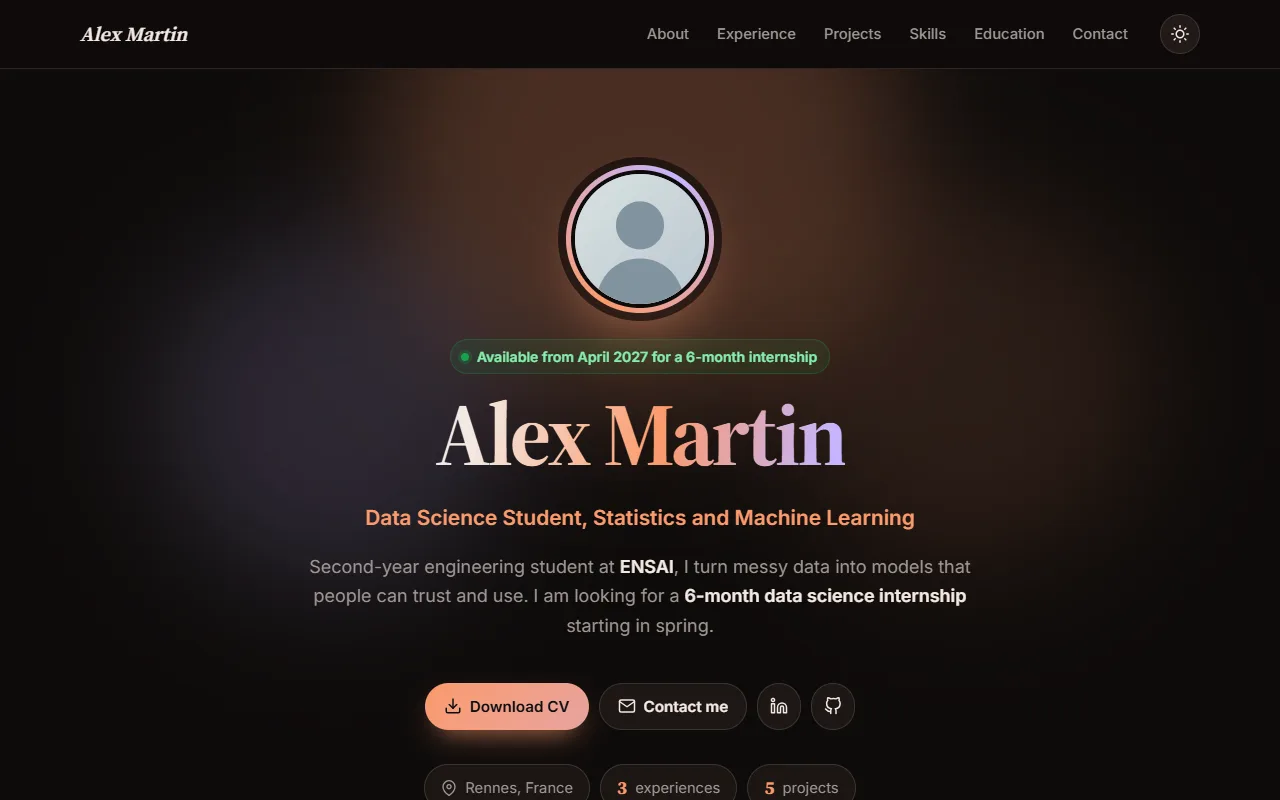 Alex Martin
About Experience Projects Skills Education Contact
Available from April 2027 for a 6-month internship
Alex Martin
Data Science Student, Statistics and Machine Learning
Second-year engineering student at ENSAI, I turn messy data into models that
people can trust and use. I am looking for a 6-month data science internship
starting in spring.
Download CV Contact me
Rennes, France 3 experiences 5 projects